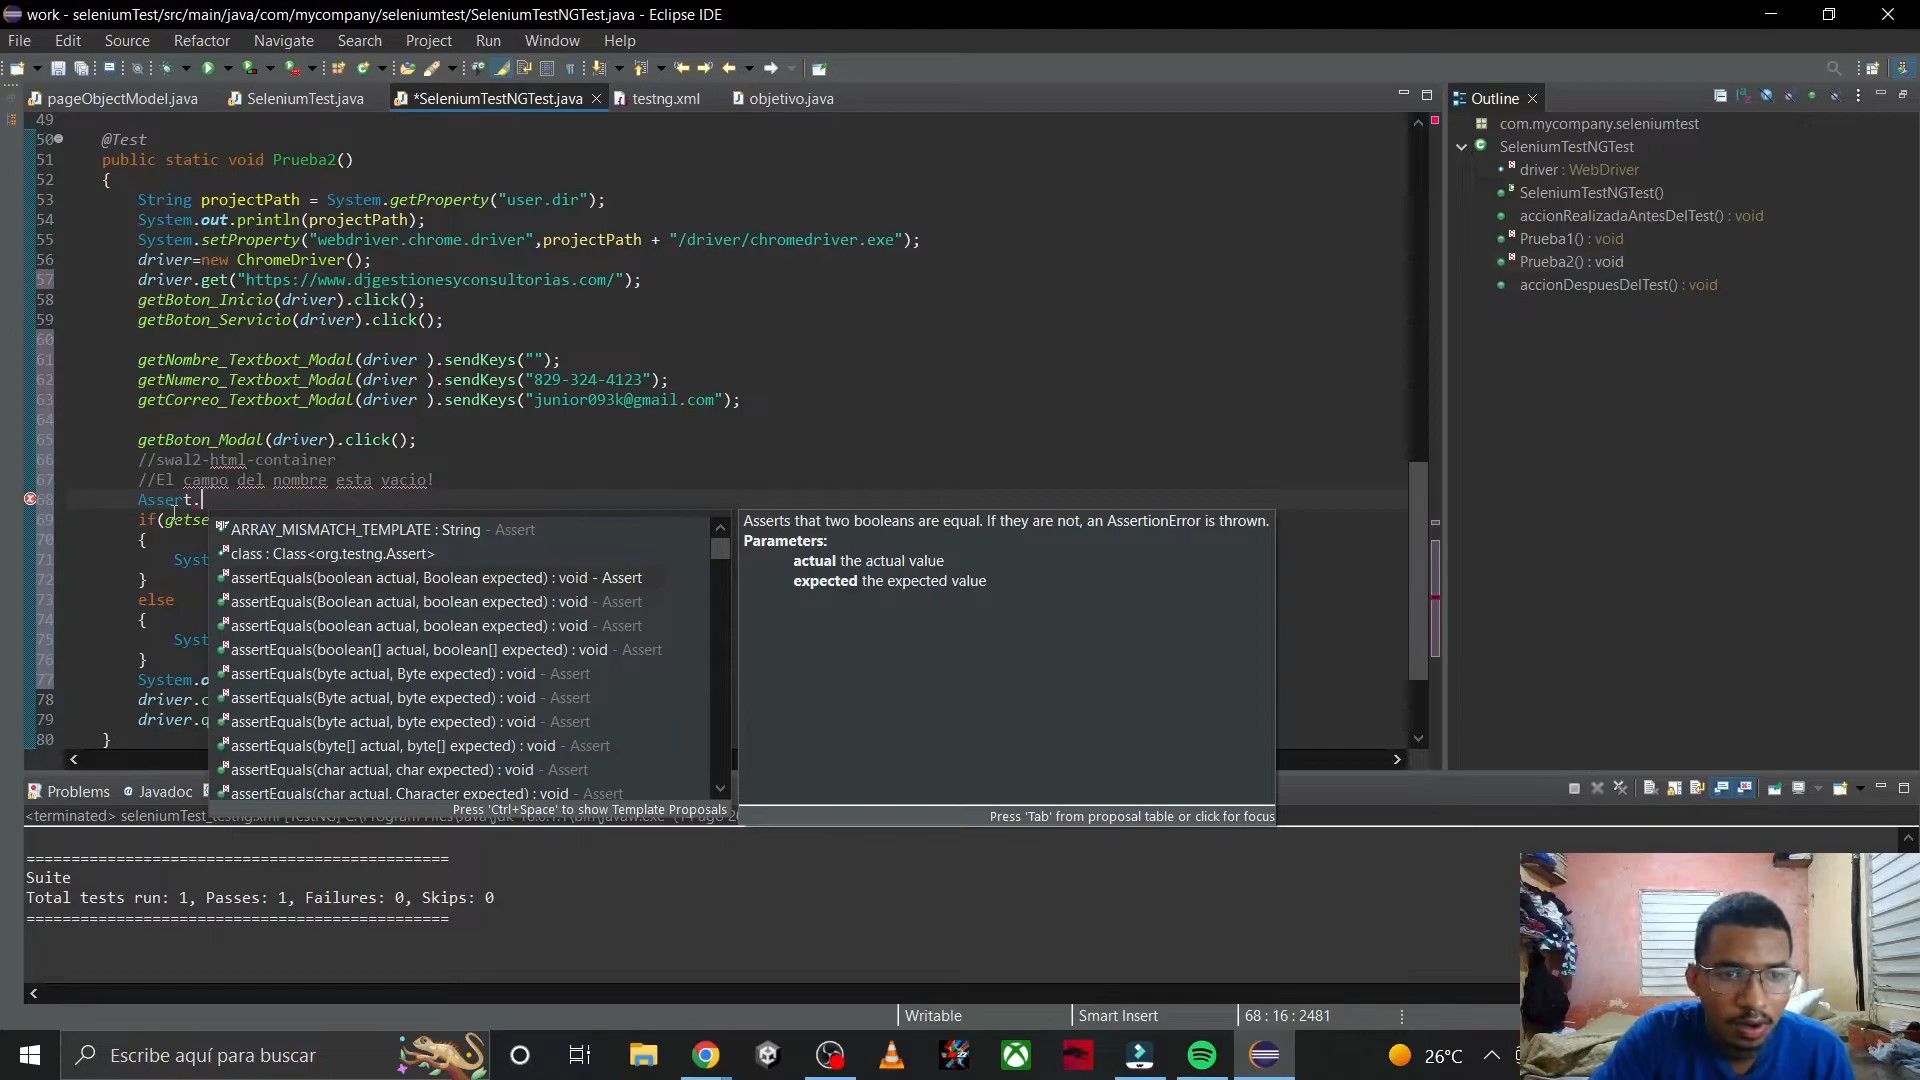 work - seleniumTest/src/main/java/com/mycompany/seleniumtest/SeleniumTestNGTest.java - Eclipse IDE
File Edit Source Refactor Navigate Search Project Run Window Help
pageObjectModel.java SeleniumTest.java *SeleniumTestNGTest.java testng.xml objetivo.java
Outline
com.mycompany.seleniumtest
SeleniumTestNGTest
driver : WebDriver
SeleniumTestNGTest()
accionRealizadaAntesDelTest() : void
Prueba1() : void
Prueba2() : void
accionDespuesDelTest() : void
49
50 @Test
51 public static void Prueba2()
52 {
53 String projectPath = System.getProperty("user.dir");
54 System.out.println(projectPath);
55 System.setProperty("webdriver.chrome.driver",projectPath + "/driver/chromedriver.exe");
56 driver=new ChromeDriver();
57 driver.get("https://www.djgestionesyconsultorias.com/");
58 getBoton_Inicio(driver).click();
59 getBoton_Servicio(driver).click();
60
61 getNombre_Textboxt_Modal(driver ).sendKeys("");
62 getNumero_Textboxt_Modal(driver ).sendKeys("829-324-4123");
63 getCorreo_Textboxt_Modal(driver ).sendKeys("junior093k@gmail.com");
64
65 getBoton_Modal(driver).click();
66 //swal2-html-container
67 //El campo del nombre esta vacio!
68 Assert.
69 if(getse
70 {
71 Syst
72 }
73 else
74 {
75 Syst
76 }
77 System.o
78 driver.c
79 driver.q
80 }
ARRAY_MISMATCH_TEMPLATE : String - Assert
class : Class<org.testng.Assert>
assertEquals(boolean actual, Boolean expected) : void - Assert
assertEquals(Boolean actual, boolean expected) : void - Assert
assertEquals(boolean actual, boolean expected) : void - Assert
assertEquals(boolean[] actual, boolean[] expected) : void - Assert
assertEquals(byte actual, Byte expected) : void - Assert
assertEquals(Byte actual, byte expected) : void - Assert
assertEquals(byte actual, byte expected) : void - Assert
assertEquals(byte[] actual, byte[] expected) : void - Assert
assertEquals(char actual, char expected) : void - Assert
assertEquals(char actual, Character expected) : void - Assert
Press 'Ctrl+Space' to show Template Proposals
Asserts that two booleans are equal. If they are not, an AssertionError is thrown.
Parameters:
actual the actual value
expected the expected value
Press 'Tab' from proposal table or click for focus
Problems @ Javadoc
<terminated> seleniumTest_testng.xml [TestNG]
===============================================
Suite
Total tests run: 1, Passes: 1, Failures: 0, Skips: 0
===============================================
Writable Smart Insert 68 : 16 : 2481
Escribe aquí para buscar
26°C